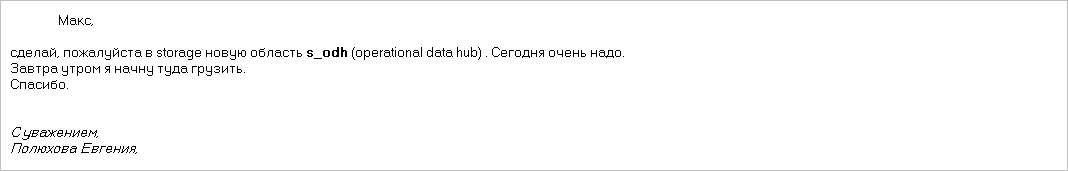 Макс,
сделай, пожалуйста в storage новую область s_odh (operational data hub) . Сегодня очень надо.
Завтра утром я начну туда грузить.
Спасибо.
С уважением,
Полюхова Евгения,